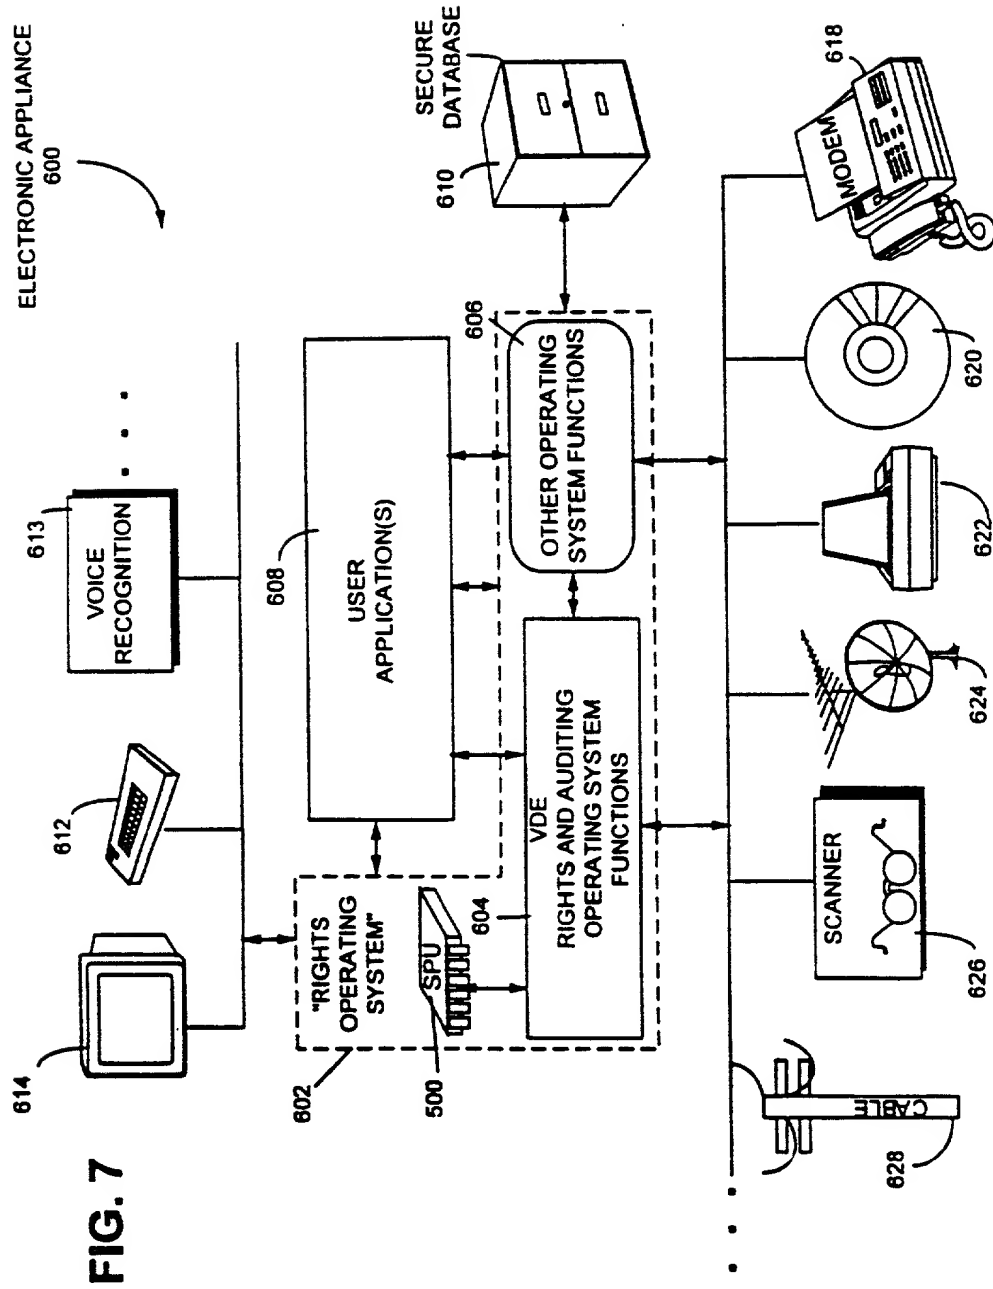 FIG. 7
ELECTRONIC APPLIANCE
600
614
612
613
VOICE
RECOGNITION
. . .
602
"RIGHTS
OPERATING
SYSTEM"
608
USER
APPLICATION(S)
500
SPU
604
VDE
RIGHTS AND AUDITING
OPERATING SYSTEM
FUNCTIONS
606
OTHER OPERATING
SYSTEM FUNCTIONS
610
SECURE
DATABASE
. . .
628
CABLE
626
SCANNER
624
622
620
618
MODEM